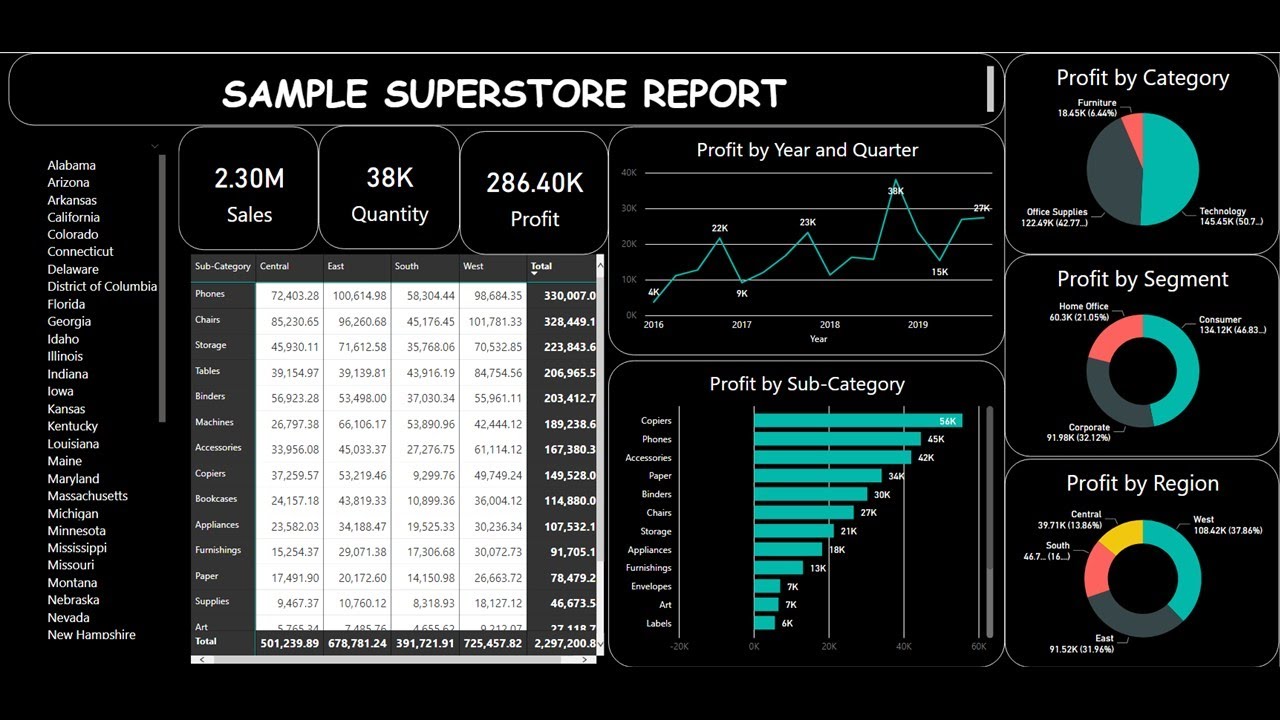 SAMPLE SUPERSTORE REPORT
Alabama
Arizona
Arkansas
California
Colorado
Connecticut
Delaware
District of Columbia
Florida
Georgia
Idaho
Illinois
Indiana
Iowa
Kansas
Kentucky
Louisiana
Maine
Maryland
Massachusetts
Michigan
Minnesota
Mississippi
Missouri
Montana
Nebraska
Nevada
New Hampshire
2.30M
Sales
38K
Quantity
286.40K
Profit
Sub-Category Central East South West Total
Phones 72,403.28 100,614.98 58,304.44 98,684.35 330,007.0
Chairs 85,230.65 96,260.68 45,176.45 101,781.33 328,449.1
Storage 45,930.11 71,612.58 35,768.06 70,532.85 223,843.6
Tables 39,154.97 39,139.81 43,916.19 84,754.56 206,965.5
Binders 56,923.28 53,498.00 37,030.34 55,961.11 203,412.7
Machines 26,797.38 66,106.17 53,890.96 42,444.12 189,238.6
Accessories 33,956.08 45,033.37 27,276.75 61,114.12 167,380.3
Copiers 37,259.57 53,219.46 9,299.76 49,749.24 149,528.0
Bookcases 24,157.18 43,819.33 10,899.36 36,004.12 114,880.0
Appliances 23,582.03 34,188.47 19,525.33 30,236.34 107,532.1
Furnishings 15,254.37 29,071.38 17,306.68 30,072.73 91,705.1
Paper 17,491.90 20,172.60 14,150.98 26,663.72 78,479.2
Supplies 9,467.37 10,760.12 8,318.93 18,127.12 46,673.5
Art 5,765.34 7,485.76 4,655.62 9,212.07 27,118.7
Total 501,239.89 678,781.24 391,721.91 725,457.82 2,297,200.8
Profit by Year and Quarter
40K
30K
20K
10K
0K
4K
22K
9K
23K
38K
15K
27K
2016 2017 2018 2019
Year
Profit by Sub-Category
Copiers 56K
Phones 45K
Accessories 42K
Paper 34K
Binders 30K
Chairs 27K
Storage 21K
Appliances 18K
Furnishings 13K
Envelopes 7K
Art 7K
Labels 6K
-20K 0K 20K 40K 60K
Profit by Category
Furniture
18.45K (6.44%)
Office Supplies
122.49K (42.77...)
Technology
145.45K (50.7...)
Profit by Segment
Home Office
60.3K (21.05%)
Consumer
134.12K (46.83...)
Corporate
91.98K (32.12%)
Profit by Region
Central
39.71K (13.86%)
West
108.42K (37.86%)
South
46.7... (16...)
East
91.52K (31.96%)